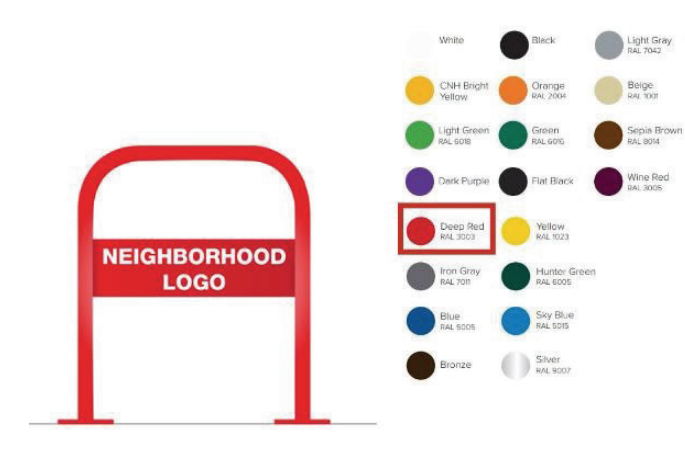 NEIGHBORHOOD
LOGO
White
Black
Light Gray
RAL 7042
CNH Bright
Yellow
Orange
RAL 2004
Beige
RAL 1001
Light Green
RAL 6018
Green
RAL 6016
Sepia Brown
RAL 8014
Dark Purple
Flat Black
Wine Red
RAL 3005
Deep Red
RAL 3003
Yellow
RAL 1023
Iron Gray
RAL 7011
Hunter Green
RAL 6005
Blue
RAL 5005
Sky Blue
RAL 5015
Bronze
Silver
RAL 9007